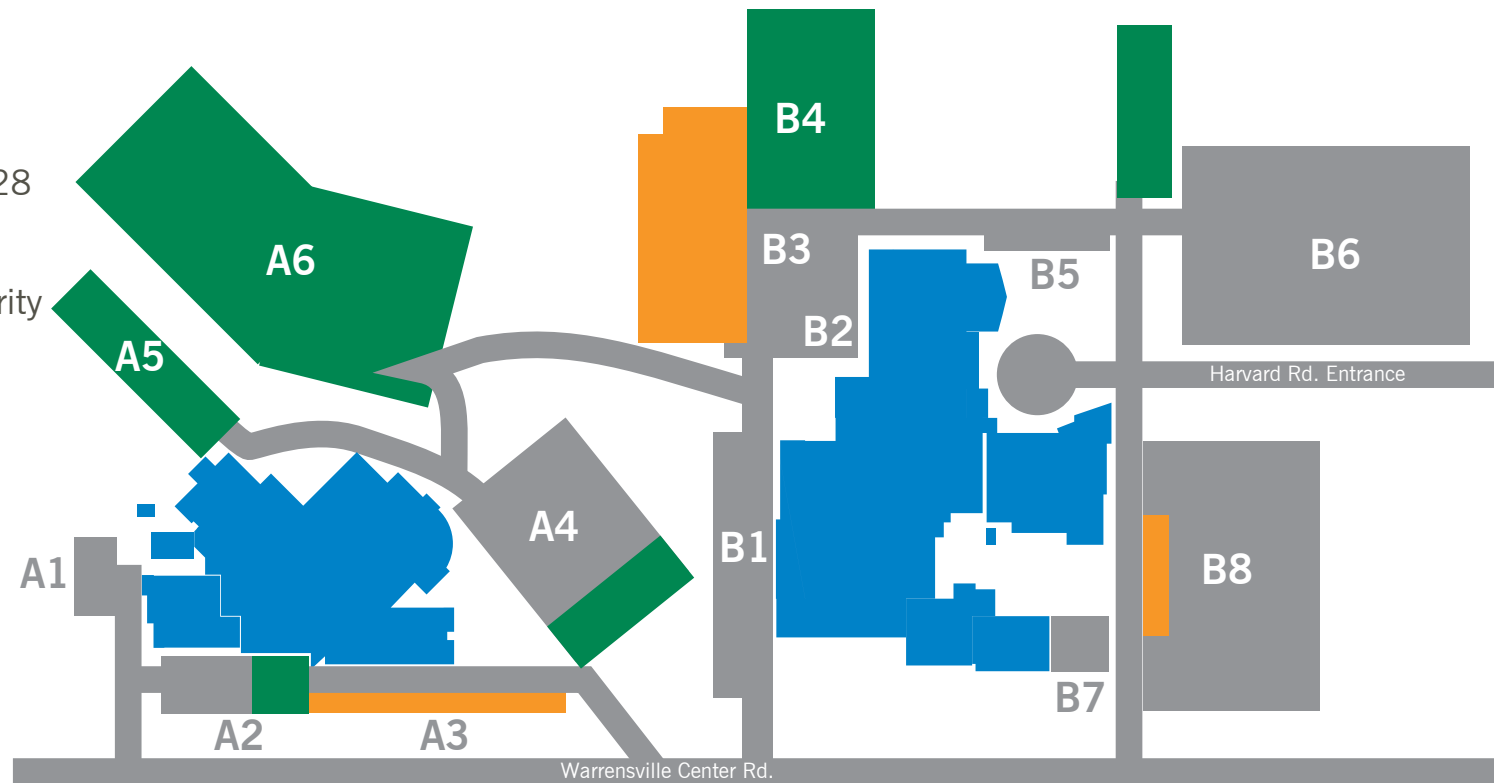 B4
28
A6
B3
B6
B5
rity
A5
B2
Harvard Rd. Entrance
A4
B1
A1
B8
B7
A2
A3
Warrensville Center Rd.